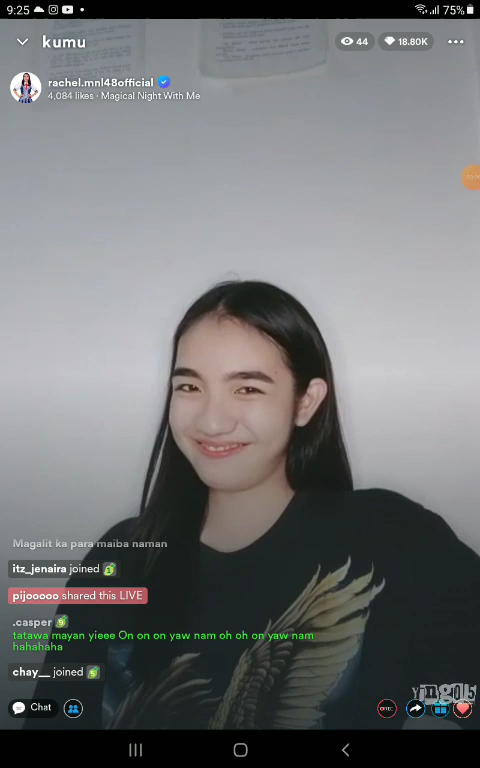 9:25
75%
kumu
44
18.80K
rachel.mnl48official
4,084 likes · Magical Night With Me
Magalit ka para maiba naman
itz_jenaira joined
pijooooo shared this LIVE
.casper 9
tatawa mayan yieee On on on yaw nam oh oh on yaw nam
hahahaha
chay__ joined
Chat